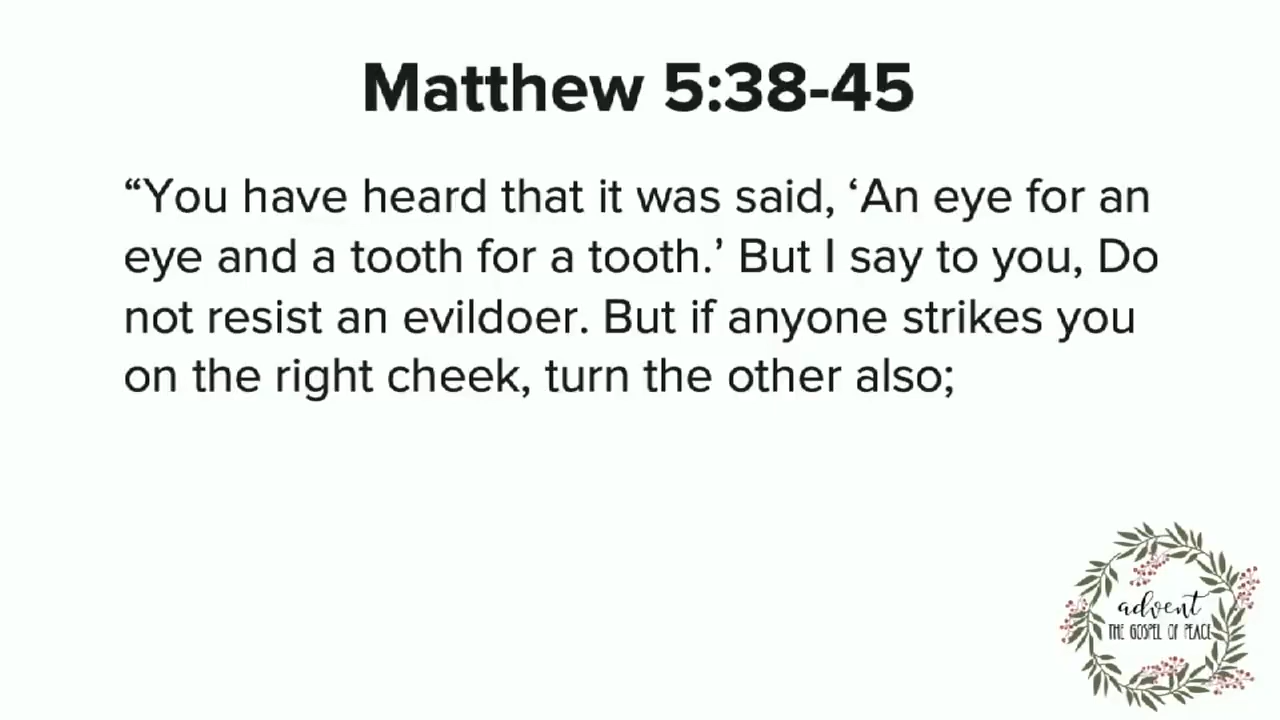 Matthew 5:38-45
“You have heard that it was said, ‘An eye for an
eye and a tooth for a tooth.’ But I say to you, Do
not resist an evildoer. But if anyone strikes you
on the right cheek, turn the other also;
advent
THE GOSPEL OF PEACE